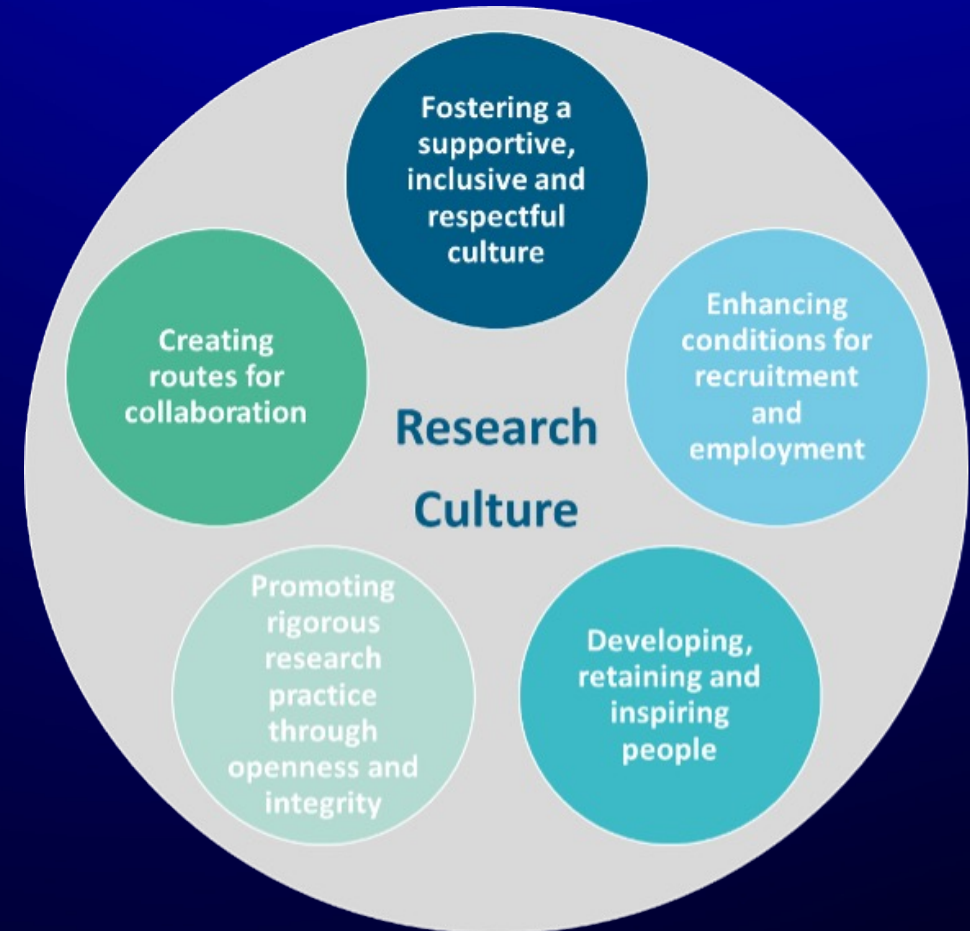 Fostering a
supportive,
inclusive and
respectful
culture
Enhancing
conditions for
recruitment
and
employment
Developing,
retaining and
inspiring
people
Promoting
rigorous
research
practice
through
openness and
integrity
Creating
routes for
collaboration
Research
Culture